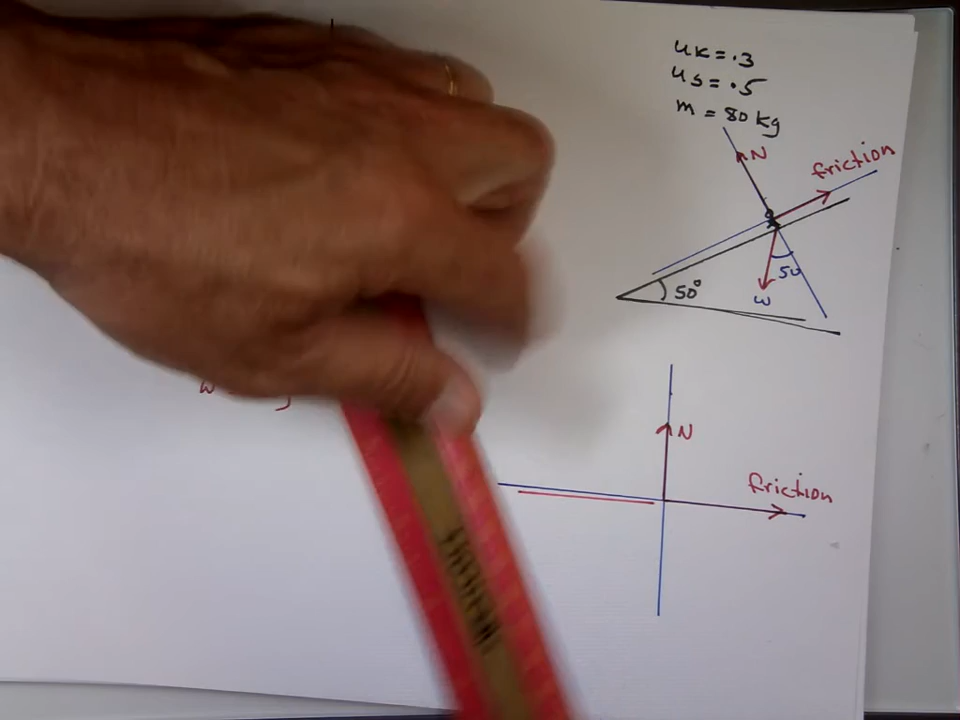 uk = .3
us = .5
m = 80 kg
N
friction
50
50°
w
N
friction